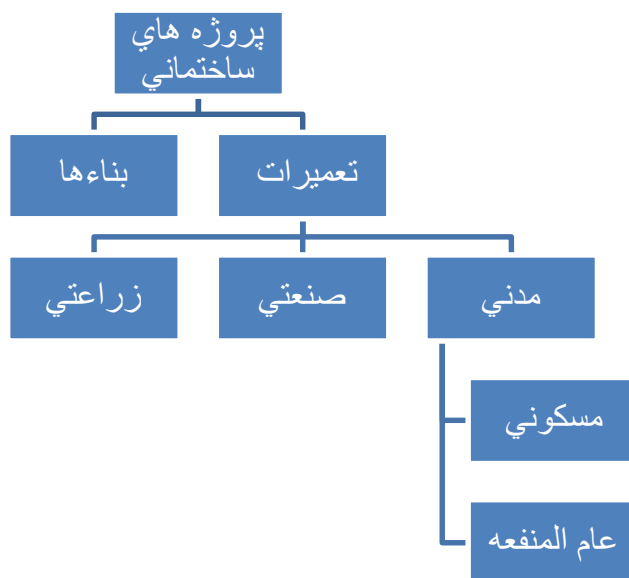 پروژه هاي
ساختماني
تعميرات
بناءها
مدني
صنعتي
زراعتي
مسكوني
عام المنفعه